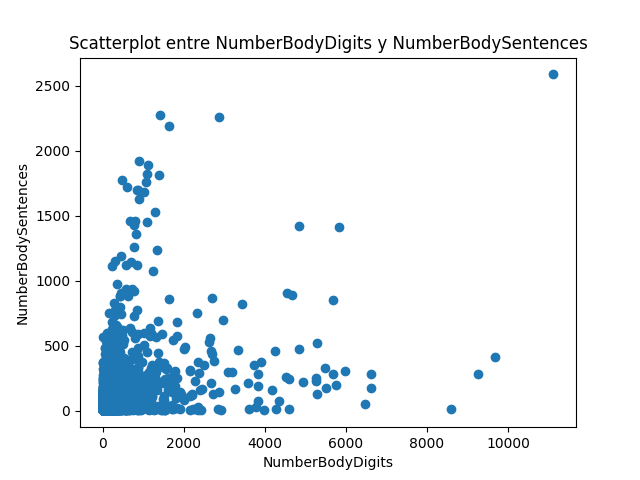 Scatterplot entre NumberBodyDigits y NumberBodySentences
2500
2000
1500
1000
500
0
NumberBodySentences
0 2000 4000 6000 8000 10000
NumberBodyDigits